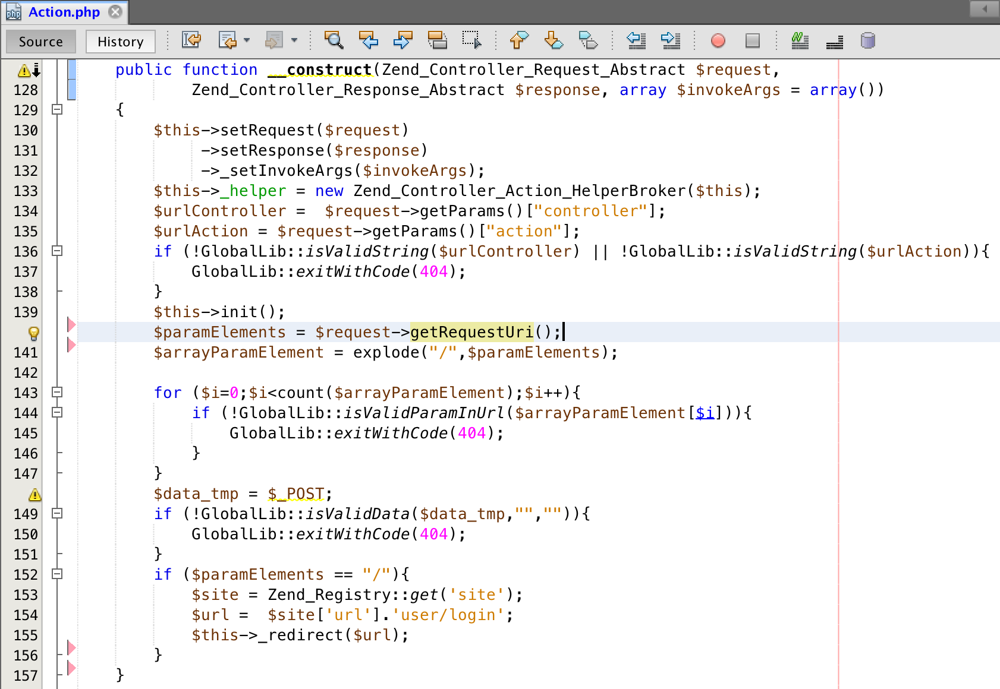 Action.php
Source History
public function __construct(Zend_Controller_Request_Abstract $request,
128 Zend_Controller_Response_Abstract $response, array $invokeArgs = array())
129 {
130 $this->setRequest($request)
131 ->setResponse($response)
132 ->_setInvokeArgs($invokeArgs);
133 $this->_helper = new Zend_Controller_Action_HelperBroker($this);
134 $urlController =  $request->getParams()["controller"];
135 $urlAction = $request->getParams()["action"];
136 if (!GlobalLib::isValidString($urlController) || !GlobalLib::isValidString($urlAction)){
137 GlobalLib::exitWithCode(404);
138 }
139 $this->init();
$paramElements = $request->getRequestUri();
141 $arrayParamElement = explode("/",$paramElements);
142
143 for ($i=0;$i<count($arrayParamElement);$i++){
144 if (!GlobalLib::isValidParamInUrl($arrayParamElement[$i])){
145 GlobalLib::exitWithCode(404);
146 }
147 }
$data_tmp = $_POST;
149 if (!GlobalLib::isValidData($data_tmp,"","")){
150 GlobalLib::exitWithCode(404);
151 }
152 if ($paramElements == "/"){
153 $site = Zend_Registry::get('site');
154 $url =  $site['url'].'user/login';
155 $this->_redirect($url);
156 }
157 }